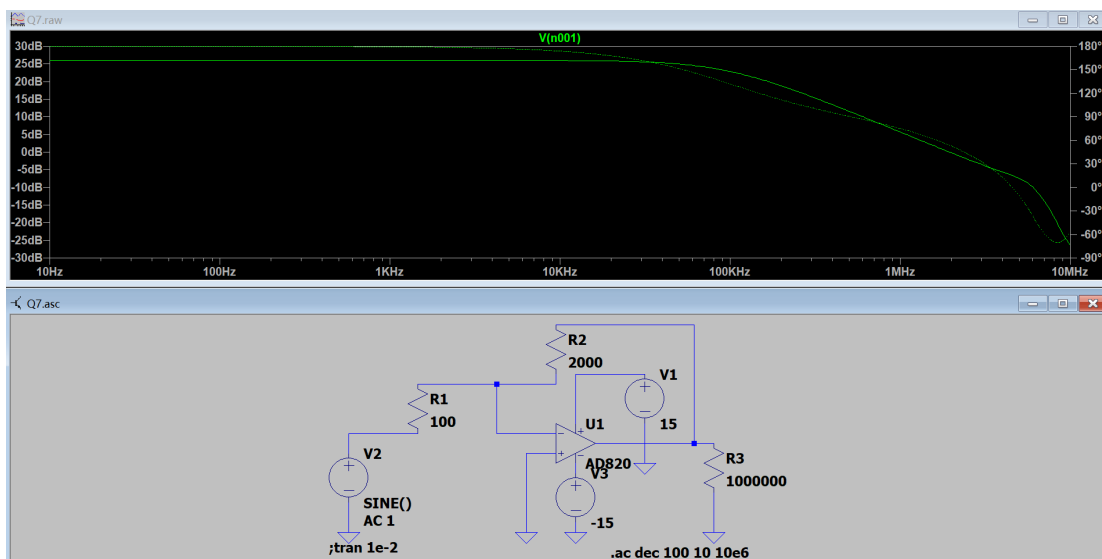 Q7.raw
V(n001)
30dB
25dB
20dB
15dB
10dB
5dB
0dB
-5dB
-10dB
-15dB
-20dB
-25dB
-30dB
180°
150°
120°
90°
60°
30°
0°
-30°
-60°
-90°
10Hz
100Hz
1KHz
10KHz
100KHz
1MHz
10MHz
Q7.asc
R2
2000
V1
15
R1
100
U1
AD820
V2
SINE()
AC 1
V3
-15
R3
1000000
;tran 1e-2
.ac dec 100 10 10e6